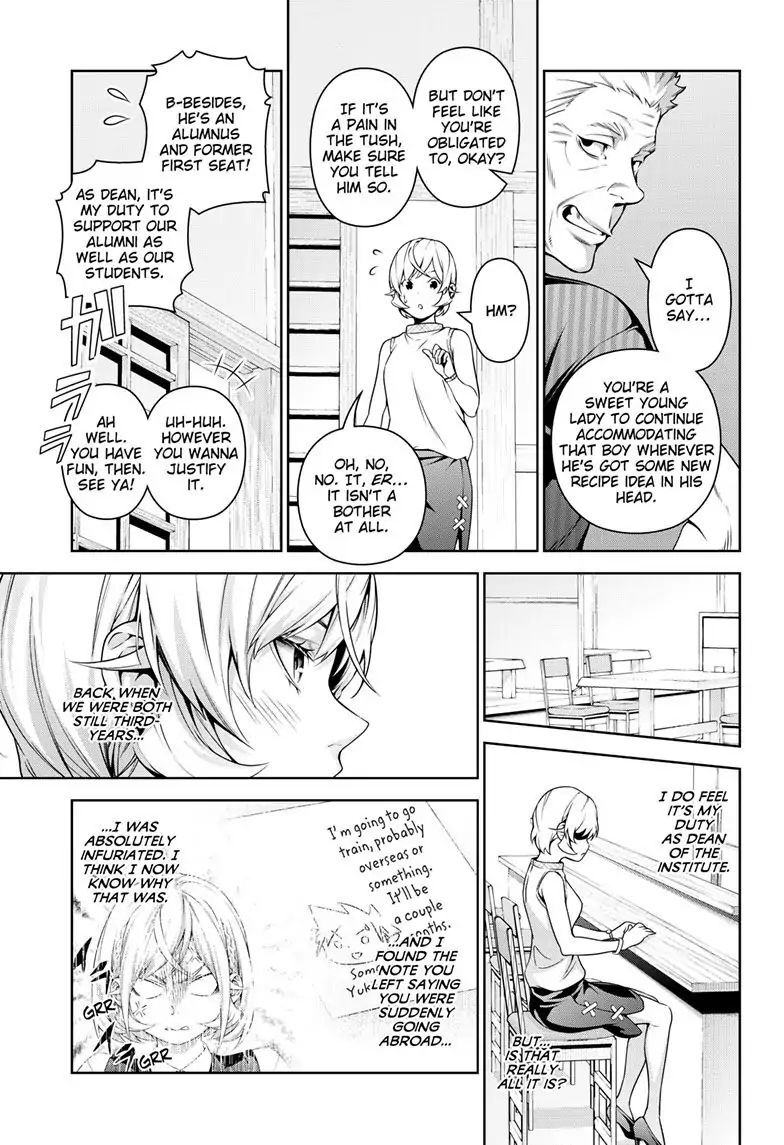 I
GOTTA
SAY...
YOU'RE A
SWEET YOUNG
LADY TO CONTINUE
ACCOMMODATING
THAT BOY WHENEVER
HE'S GOT SOME NEW
RECIPE IDEA IN HIS
HEAD.
BUT DON'T
FEEL LIKE
YOU'RE
OBLIGATED
TO, OKAY?
IF IT'S
A PAIN IN
THE TUSH,
MAKE SURE
YOU TELL
HIM SO.
HM?
OH, NO,
NO. IT, ER...
IT ISN'T A
BOTHER
AT ALL.
B-BESIDES,
HE'S AN
ALUMNUS
AND FORMER
FIRST SEAT!
AS DEAN, IT'S
MY DUTY TO
SUPPORT OUR
ALUMNI AS
WELL AS OUR
STUDENTS.
ガラララ
UH-HUH.
HOWEVER
YOU WANNA
JUSTIFY
IT.
AH
WELL.
YOU HAVE
FUN, THEN.
SEE YA!
I DO FEEL
IT'S MY
DUTY
AS DEAN
OF THE
INSTITUTE.
BUT...
IS THAT
REALLY
ALL IT IS?
BACK WHEN
WE WERE BOTH
STILL THIRD-
YEARS...
I'm going to go
train, probably
overseas or
something.
It'll be
a couple
months.
...AND I
FOUND THE
NOTE YOU
LEFT SAYING
YOU WERE
SUDDENLY
GOING
ABROAD...
...I WAS
ABSOLUTELY
INFURIATED. I
THINK I NOW
KNOW WHY
THAT WAS.
GRR
GRR